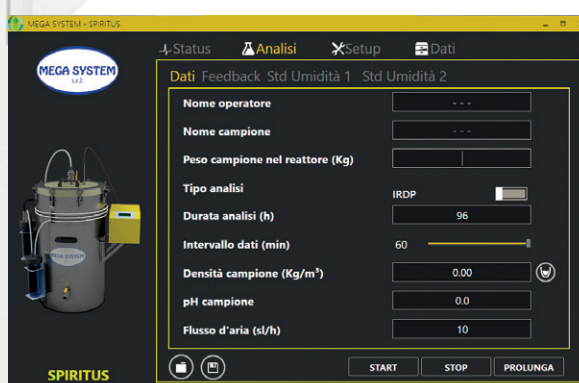 MEGA SYSTEM - SPIRITUS
Status Analisi Setup Dati
MEGA SYSTEM
s.r.l.
Dati Feedback Std Umidità 1 Std Umidità 2
Nome operatore - - -
Nome campione - - -
Peso campione nel reattore (Kg)
Tipo analisi IRDP
Durata analisi (h) 96
Intervallo dati (min) 60
Densità campione (Kg/m³) 0.00
pH campione 0.0
Flusso d'aria (sl/h) 10
MEGA SYSTEM
START STOP PROLUNGA
SPIRITUS